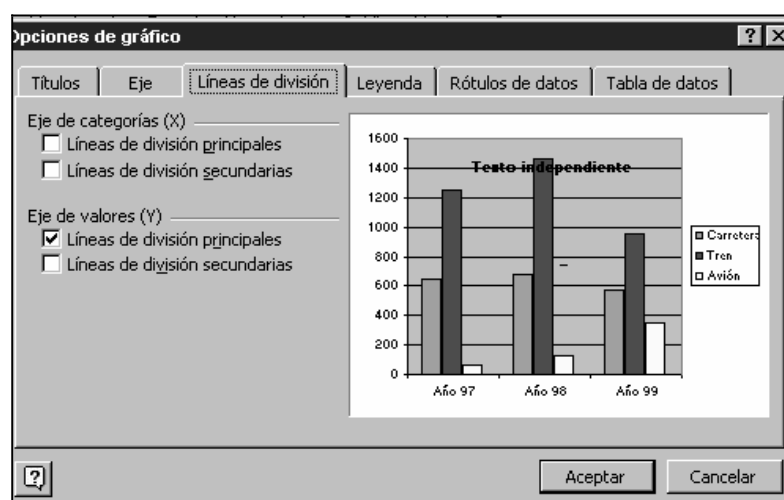 Opciones de gráfico
Títulos
Eje
Líneas de división
Leyenda
Rótulos de datos
Tabla de datos
Eje de categorías (X)
Líneas de división principales
Líneas de división secundarias
Eje de valores (Y)
Líneas de división principales
Líneas de división secundarias
1600
1400
1200
1000
800
600
400
200
0
Texto independiente
Año 97
Año 98
Año 99
Carretera
Tren
Avión
Aceptar
Cancelar